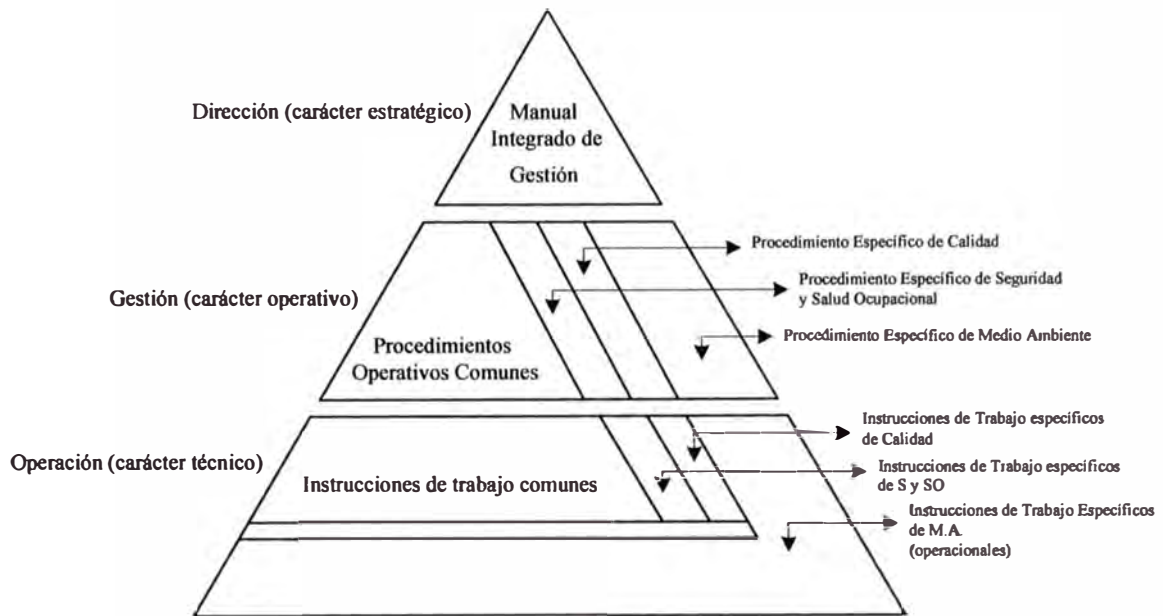 Dirección (carácter estratégico)
Manual
Integrado de
Gestión
Gestión (carácter operativo)
Procedimientos
Operativos Comunes
Procedimiento Específico de Calidad
Procedimiento Específico de Seguridad
y Salud Ocupacional
Procedimiento Específico de Medio Ambiente
Operación (carácter técnico)
Instrucciones de trabajo comunes
Instrucciones de Trabajo específicos
de Calidad
Instrucciones de Trabajo específicos
de S y SO
Instrucciones de Trabajo Específicos
de M.A.
(operacionales)